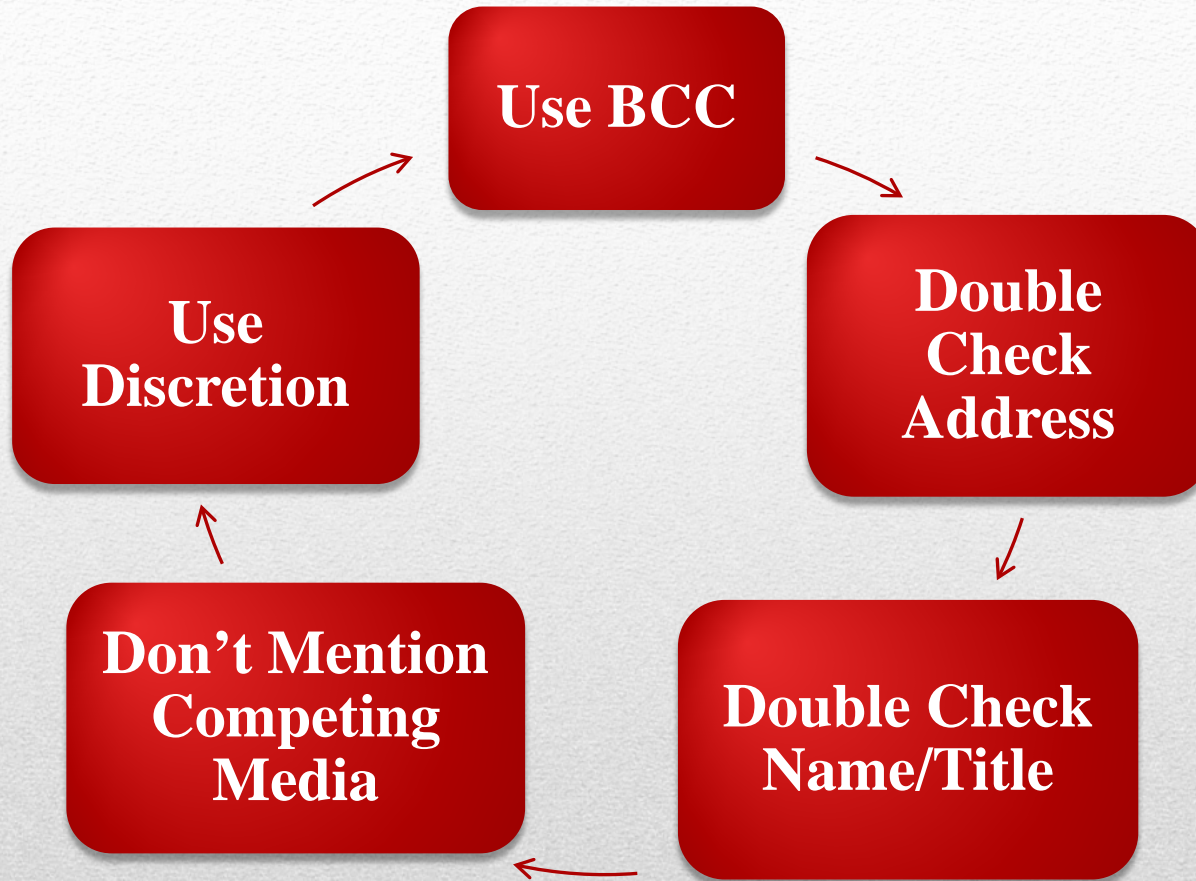 Use BCC
Double
Check
Address
Double Check
Name/Title
Don’t Mention
Competing
Media
Use
Discretion